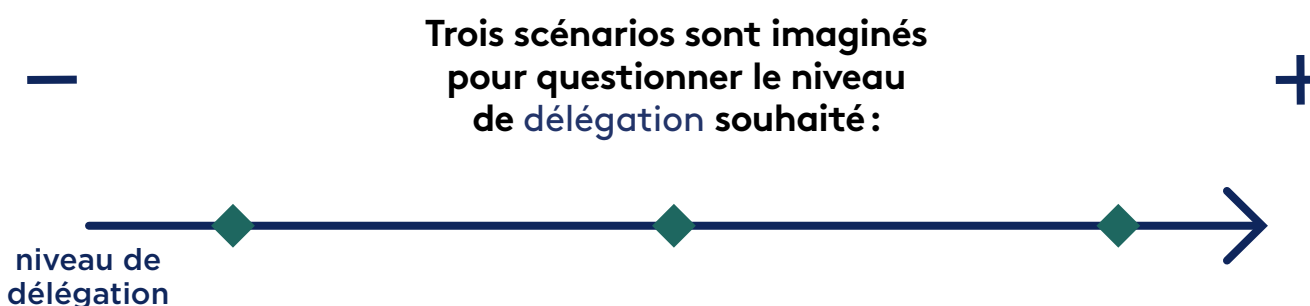 Trois scénarios sont imaginés
pour questionner le niveau
de délégation souhaité :
−
+
niveau de
délégation